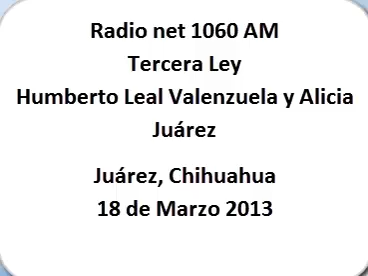 Radio net 1060 AM
Tercera Ley
Humberto Leal Valenzuela y Alicia
Juárez
Juárez, Chihuahua
18 de Marzo 2013